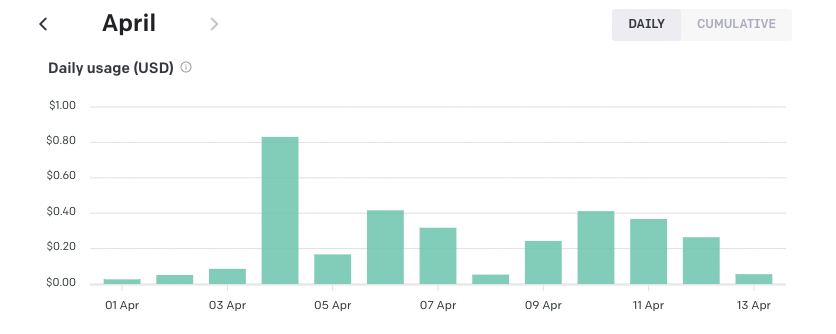 April
DAILY CUMULATIVE
Daily usage (USD)
$1.00
$0.80
$0.60
$0.40
$0.20
$0.00
01 Apr 03 Apr 05 Apr 07 Apr 09 Apr 11 Apr 13 Apr